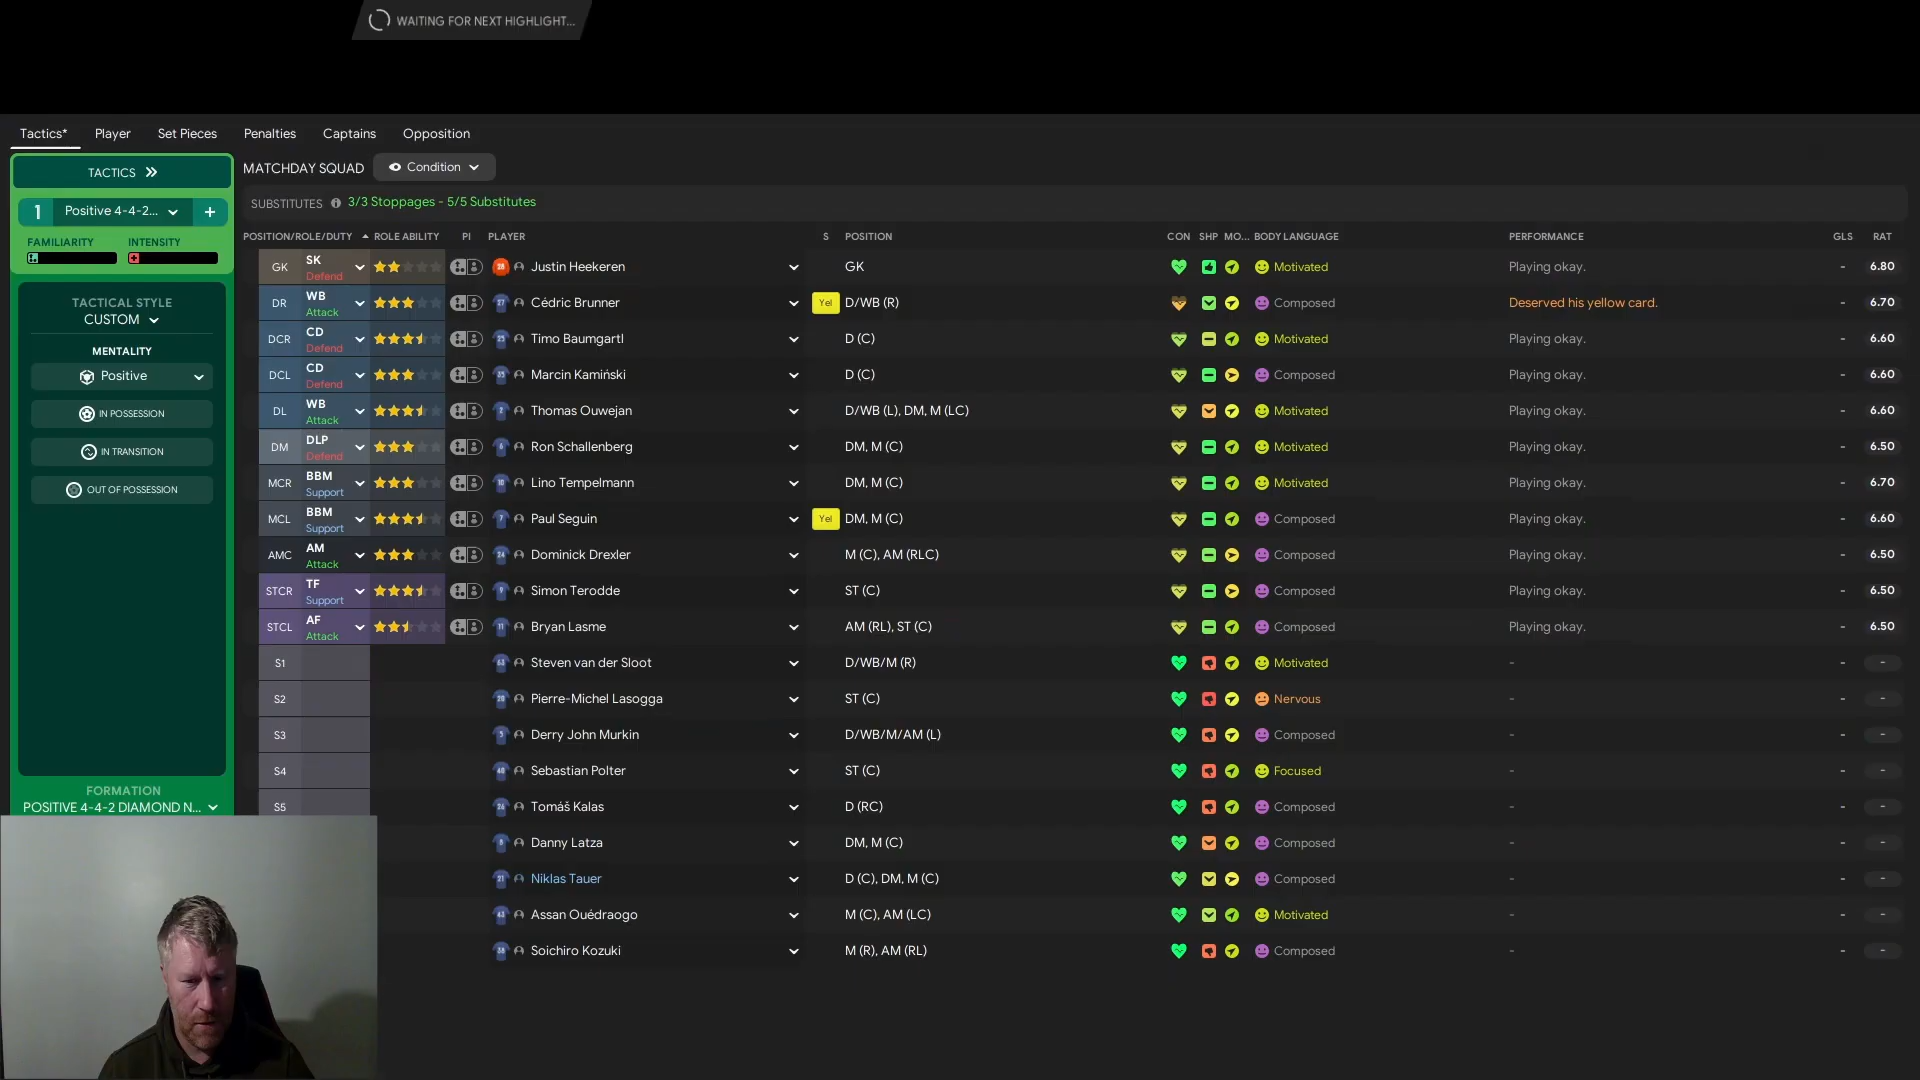 WAITING FOR NEXT HIGHLIGHT...
Tactics* Player Set Pieces Penalties Captains Opposition
TACTICS
1 Positive 4-4-2...
FAMILIARITY INTENSITY
TACTICAL STYLE
CUSTOM
MENTALITY
Positive
IN POSSESSION
IN TRANSITION
OUT OF POSSESSION
FORMATION
POSITIVE 4-4-2 DIAMOND N...
MATCHDAY SQUAD Condition
SUBSTITUTES 3/3 Stoppages - 5/5 Substitutes
POSITION/ROLE/DUTY ROLE ABILITY PI PLAYER S POSITION CON SHP MO... BODY LANGUAGE PERFORMANCE GLS RAT
GK SK Defend Justin Heekeren GK Motivated Playing okay. - 6.80
DR WB Attack Cédric Brunner Yel D/WB (R) Composed Deserved his yellow card. - 6.70
DCR CD Defend Timo Baumgartl D (C) Motivated Playing okay. - 6.60
DCL CD Defend Marcin Kamiński D (C) Composed Playing okay. - 6.60
DL WB Attack Thomas Ouwejan D/WB (L), DM, M (LC) Motivated Playing okay. - 6.60
DM DLP Defend Ron Schallenberg DM, M (C) Motivated Playing okay. - 6.50
MCR BBM Support Lino Tempelmann DM, M (C) Motivated Playing okay. - 6.70
MCL BBM Support Paul Seguin Yel DM, M (C) Composed Playing okay. - 6.60
AMC AM Attack Dominick Drexler M (C), AM (RLC) Composed Playing okay. - 6.50
STCR TF Support Simon Terodde ST (C) Composed Playing okay. - 6.50
STCL AF Attack Bryan Lasme AM (RL), ST (C) Composed Playing okay. - 6.50
S1 Steven van der Sloot D/WB/M (R) Motivated - - -
S2 Pierre-Michel Lasogga ST (C) Nervous - - -
S3 Derry John Murkin D/WB/M/AM (L) Composed - - -
S4 Sebastian Polter ST (C) Focused - - -
S5 Tomáš Kalas D (RC) Composed - - -
Danny Latza DM, M (C) Composed - - -
Niklas Tauer D (C), DM, M (C) Composed - - -
Assan Ouédraogo M (C), AM (LC) Motivated - - -
Soichiro Kozuki M (R), AM (RL) Composed - - -